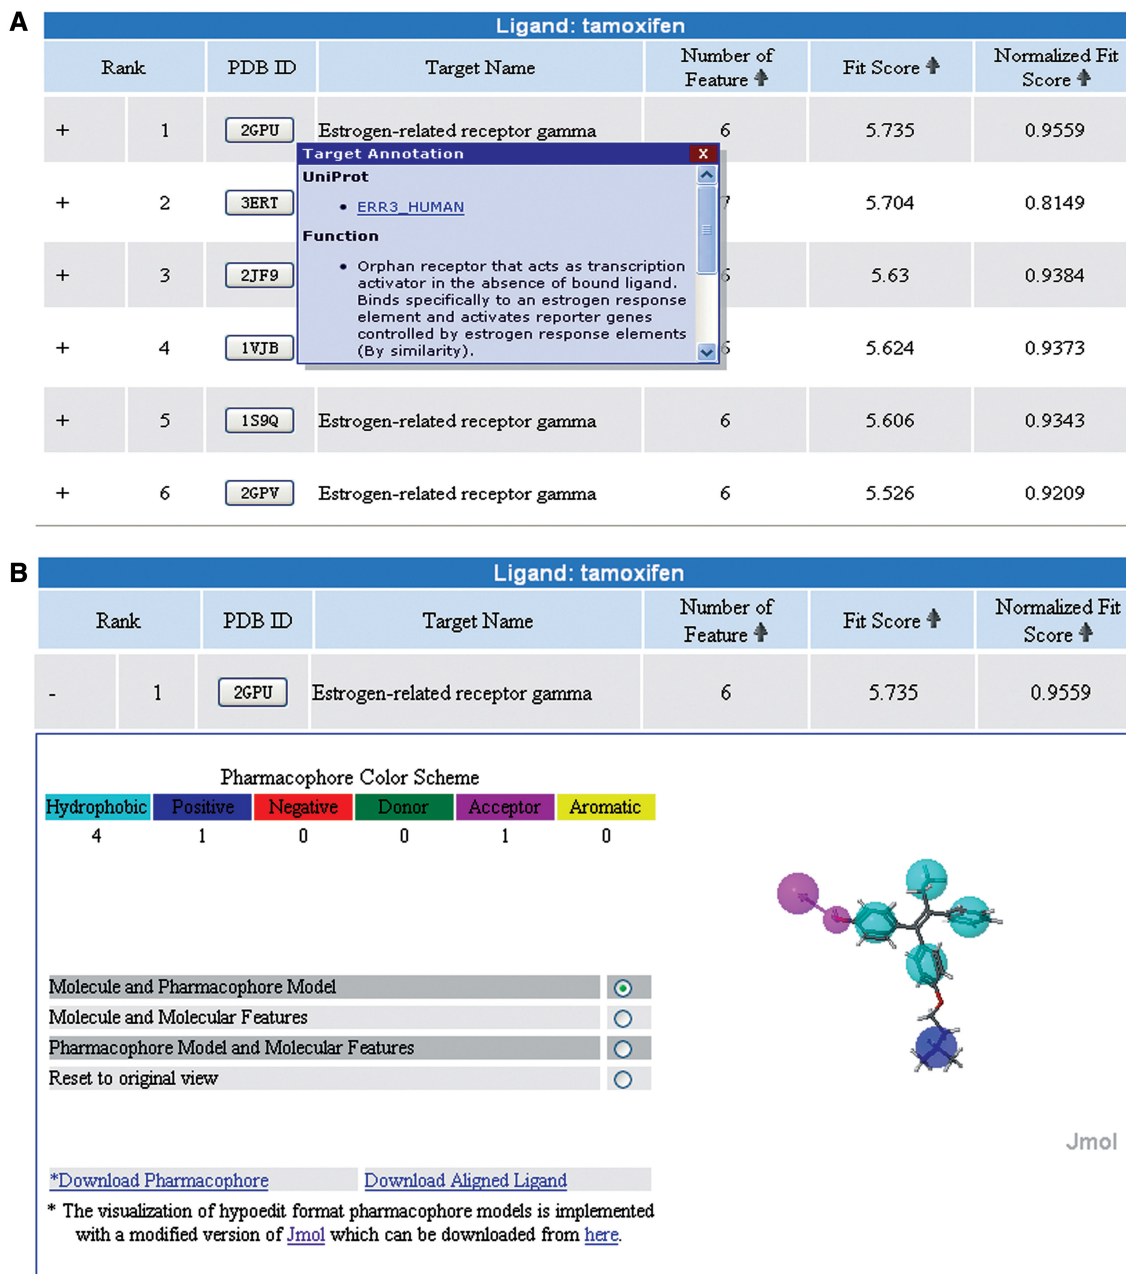 A
Ligand: tamoxifen
Rank PDB ID Target Name Number of Feature Fit Score Normalized Fit Score
+ 1 2GPU Estrogen-related receptor gamma 6 5.735 0.9559
+ 2 3ERT 5.704 0.8149
+ 3 2JF9 5.63 0.9384
+ 4 1VJB 5.624 0.9373
+ 5 1S9Q Estrogen-related receptor gamma 6 5.606 0.9343
+ 6 2GPV Estrogen-related receptor gamma 6 5.526 0.9209
Target Annotation X
UniProt
• ERR3_HUMAN
Function
• Orphan receptor that acts as transcription
activator in the absence of bound ligand.
Binds specifically to an estrogen response
element and activates reporter genes
controlled by estrogen response elements
(By similarity).
B
Ligand: tamoxifen
Rank PDB ID Target Name Number of Feature Fit Score Normalized Fit Score
- 1 2GPU Estrogen-related receptor gamma 6 5.735 0.9559
Pharmacophore Color Scheme
Hydrophobic Positive Negative Donor Acceptor Aromatic
4 1 0 0 1 0
Molecule and Pharmacophore Model
Molecule and Molecular Features
Pharmacophore Model and Molecular Features
Reset to original view
Jmol
*Download Pharmacophore Download Aligned Ligand
* The visualization of hypoedit format pharmacophore models is implemented
with a modified version of Jmol which can be downloaded from here.